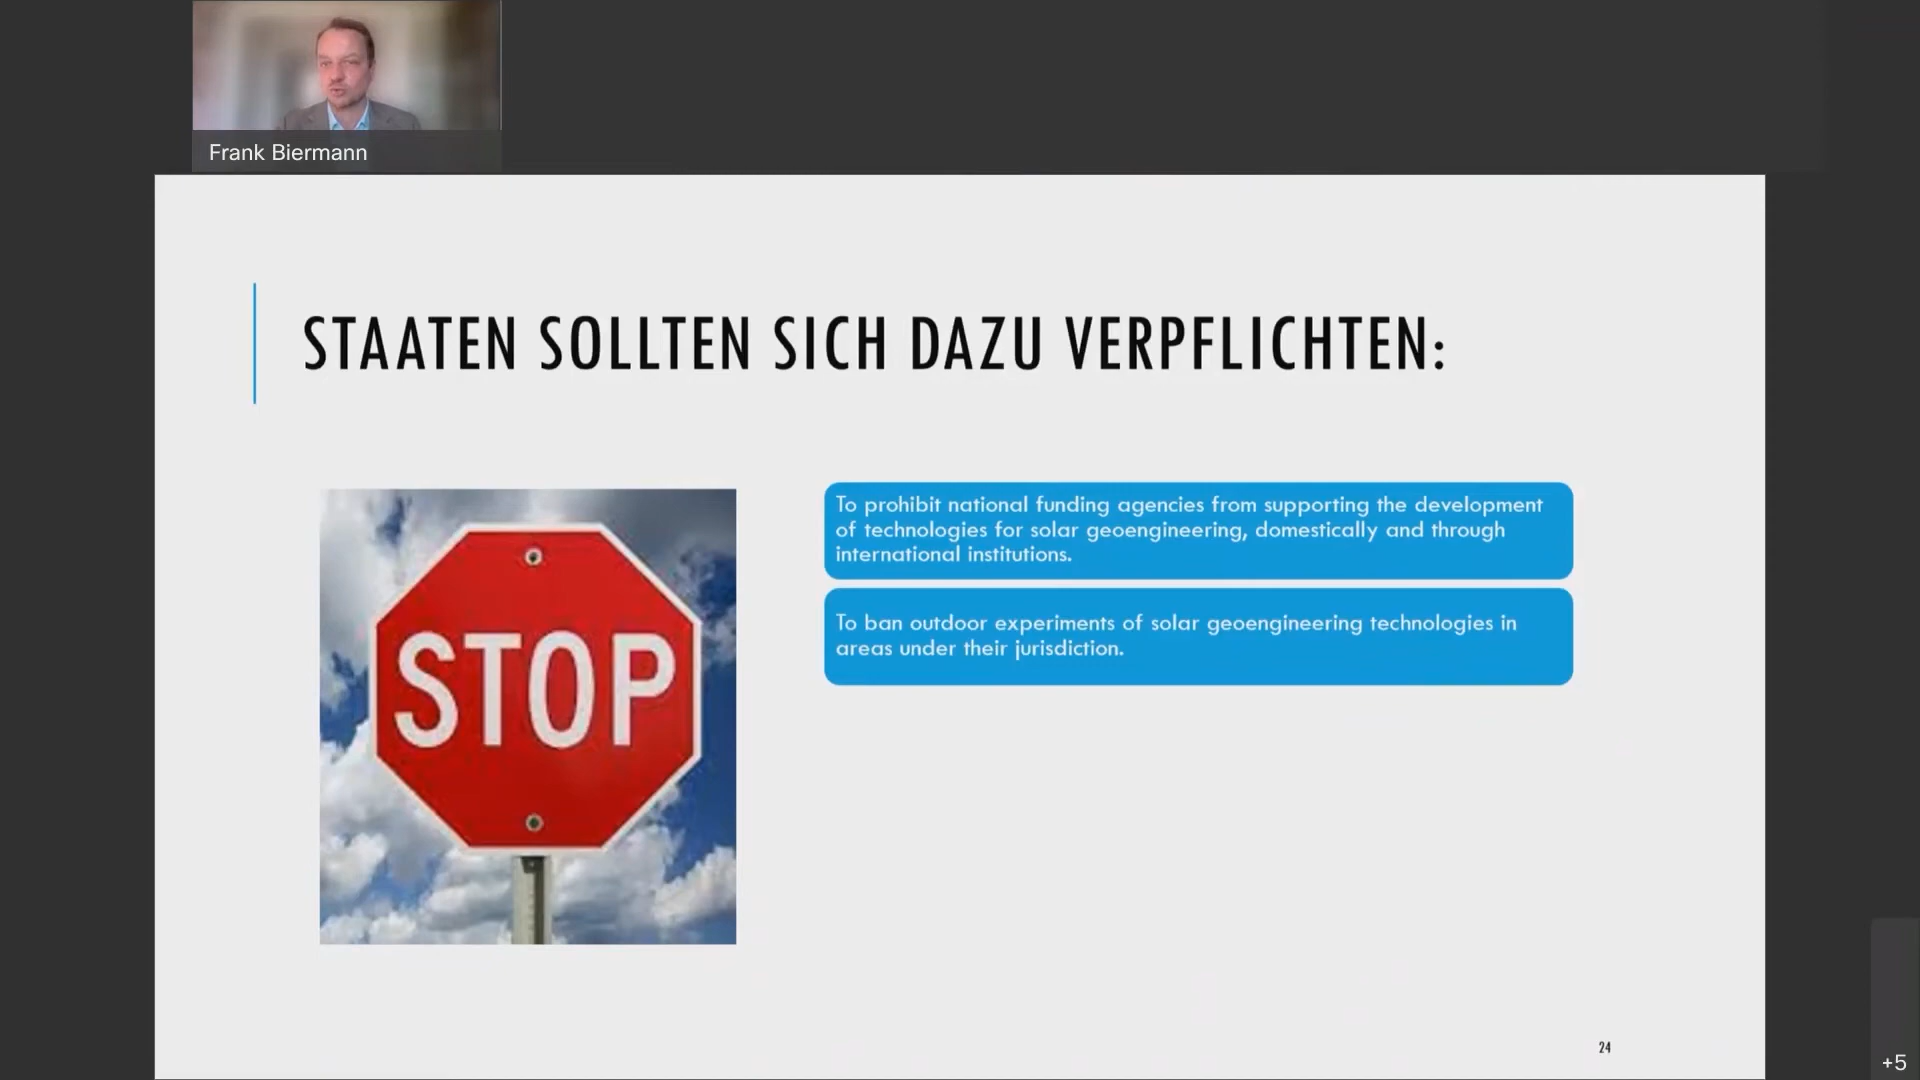 Frank Biermann
STAATEN SOLLTEN SICH DAZU VERPFLICHTEN:
STOP
To prohibit national funding agencies from supporting the development
of technologies for solar geoengineering, domestically and through
international institutions.
To ban outdoor experiments of solar geoengineering technologies in
areas under their jurisdiction.
24
+5